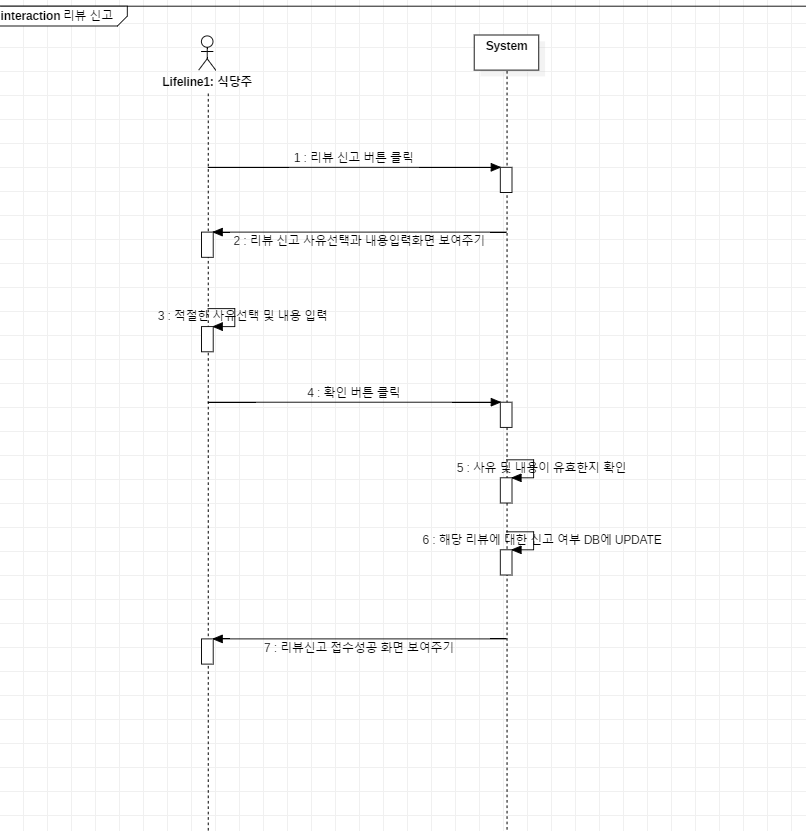 interaction 리뷰 신고
System
Lifeline1: 식당주
1 : 리뷰 신고 버튼 클릭
2 : 리뷰 신고 사유선택과 내용입력화면 보여주기
3 : 적절한 사유선택 및 내용 입력
4 : 확인 버튼 클릭
5 : 사유 및 내용이 유효한지 확인
6 : 해당 리뷰에 대한 신고 여부 DB에 UPDATE
7 : 리뷰신고 접수성공 화면 보여주기